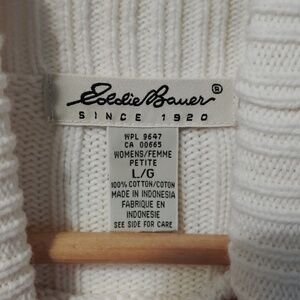 Eddie Bauer®
SINCE 1920
WPL 9647
CA 00665
WOMENS/FEMME
PETITE
L/G
100% COTTON/COTON
MADE IN INDONESIA
FABRIQUE EN
INDONESIE
SEE SIDE FOR CARE